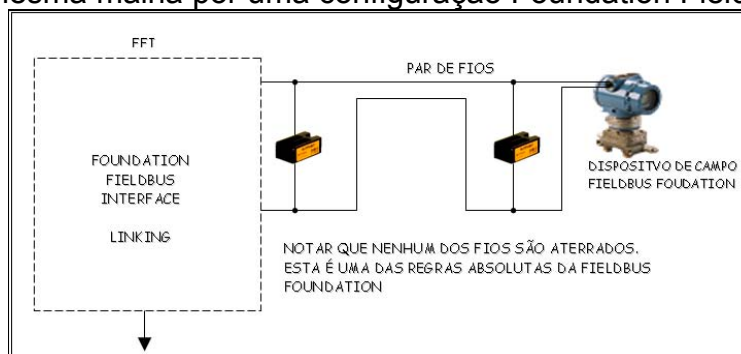 mesma malha por uma configuração Foundation Field
FFT
PAR DE FIOS
FOUNDATION
FIELDBUS
INTERFACE
LINKING
DISPOSITVO DE CAMPO
FIELDBUS FOUDATION
NOTAR QUE NENHUM DOS FIOS SÃO ATERRADOS.
ESTA É UMA DAS REGRAS ABSOLUTAS DA FIELDBUS
FOUNDATION